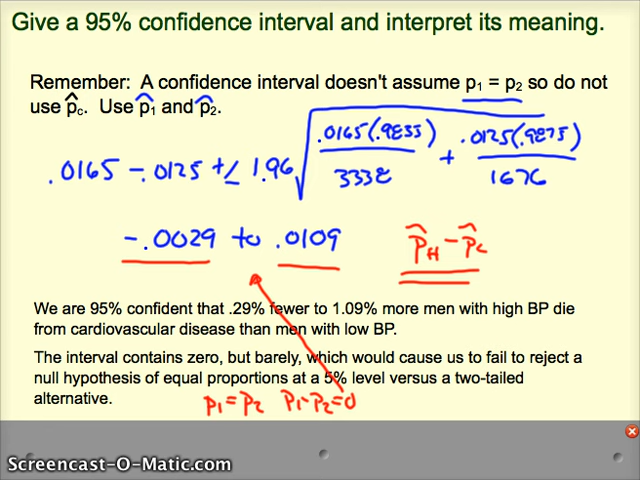 Give a 95% confidence interval and interpret its meaning.
Remember: A confidence interval doesn't assume p₁ = p₂ so do not
use p̂c. Use p̂₁ and p̂₂.
.0165 - .0125 +/- 1.96 √ .0165(.9835)/3338 + .0125(.9875)/1676
-.0029 to .0109
p̂H - p̂c
We are 95% confident that .29% fewer to 1.09% more men with high BP die
from cardiovascular disease than men with low BP.
The interval contains zero, but barely, which would cause us to fail to reject a
null hypothesis of equal proportions at a 5% level versus a two-tailed
alternative.
p₁ = p₂ p₁ - p₂ = 0
Screencast-O-Matic.com